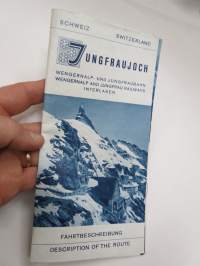 SCHWEIZ SWITZERLAND
JUNGFRAUJOCH
WENGERNALP- UND JUNGFRAUBAHN
WENGERNALP AND JUNGFRAU RAILWAYS
INTERLAKEN
FAHRTBESCHREIBUNG
DESCRIPTION OF THE ROUTE